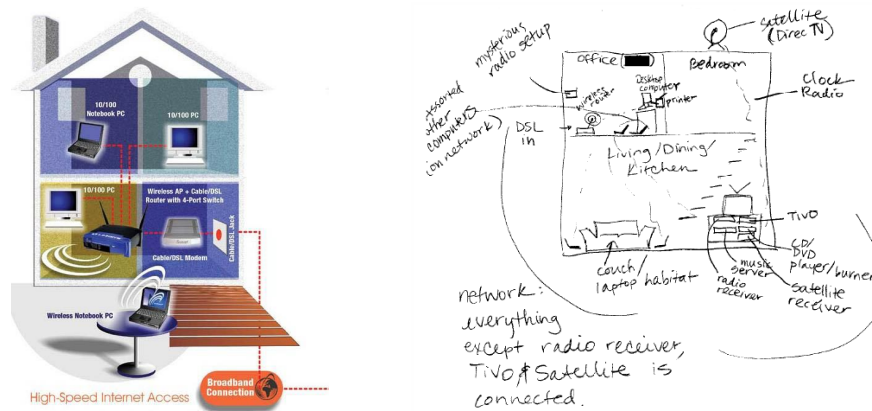 10/100
Notebook PC
10/100 PC
10/100 PC
Wireless AP + Cable/DSL
Router with 4-Port Switch
Cable/DSL Jack
Cable/DSL Modem
Wireless Notebook PC
Broadband
Connection
High-Speed Internet Access
satellite
(Direc TV)
mysterious
radio setup
office
Bedroom
Clock
Radio
Assorted
other
computers
(on network)
wireless
router
Desktop
computer
printer
DSL
in
Living/Dining/
Kitchen
TIVO
CD/
DVD
player/burner
music
server
radio
receiver
satellite
receiver
couch/
laptop habitat
network:
everything
except radio receiver,
TiVo, & Satellite is
connected.